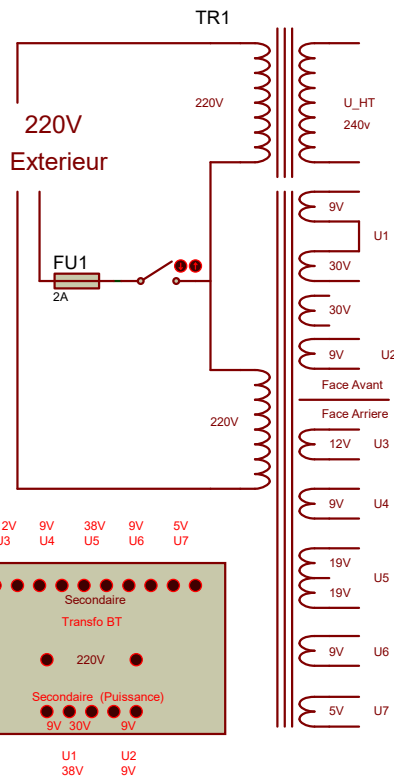 TR1
220V
U_HT
240v
220V
Exterieur
9V
U1
30V
FU1
2A
30V
9V
U2
Face Avant
Face Arriere
220V
12V
U3
9V
U4
2V 9V 38V 9V 5V
U3 U4 U5 U6 U7
19V
U5
19V
Secondaire
Transfo BT
220V
9V
U6
Secondaire (Puissance)
9V 30V 9V
5V
U7
U1 U2
38V 9V